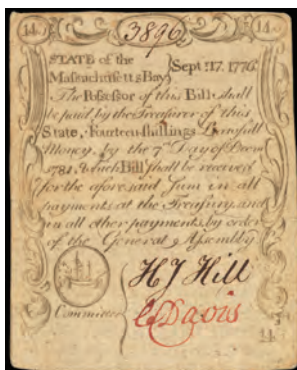 14s 3896 14s
STATE of the
Massachusetts Bay } Sept. 17. 1776.
The Possessor of this Bill shall
be paid by the Treasurer of this
State, Fourteen shillings Lawfull
Money, by the 7th Day of Decm
1781. which Bill shall be received
for the aforesaid Sum in all
payments at the Treasury, and
in all other payments, by order
of the General Assembly
H J Hill
Committee
Davis